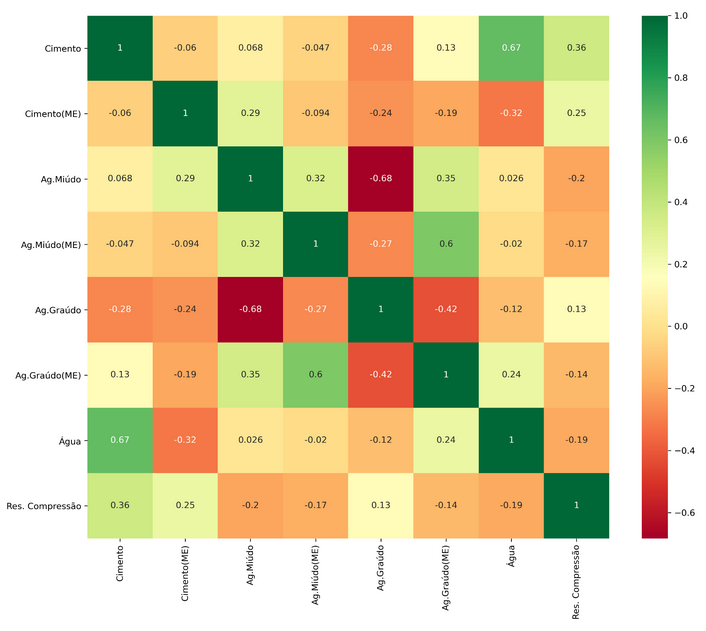 Cimento 1 -0.06 0.068 -0.047 -0.28 0.13 0.67 0.36
Cimento(ME) -0.06 1 0.29 -0.094 -0.24 -0.19 -0.32 0.25
Ag.Miúdo 0.068 0.29 1 0.32 -0.68 0.35 0.026 -0.2
Ag.Miúdo(ME) -0.047 -0.094 0.32 1 -0.27 0.6 -0.02 -0.17
Ag.Graúdo -0.28 -0.24 -0.68 -0.27 1 -0.42 -0.12 0.13
Ag.Graúdo(ME) 0.13 -0.19 0.35 0.6 -0.42 1 0.24 -0.14
Água 0.67 -0.32 0.026 -0.02 -0.12 0.24 1 -0.19
Res. Compressão 0.36 0.25 -0.2 -0.17 0.13 -0.14 -0.19 1
Cimento
Cimento(ME)
Ag.Miúdo
Ag.Miúdo(ME)
Ag.Graúdo
Ag.Graúdo(ME)
Água
Res. Compressão
1.0
0.8
0.6
0.4
0.2
0.0
−0.2
−0.4
−0.6